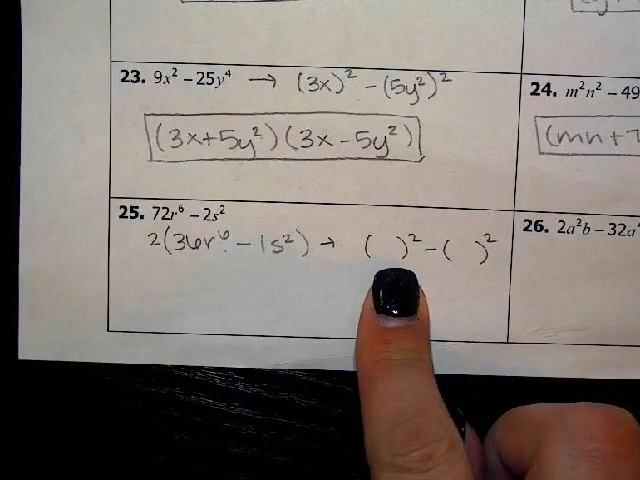 23. 9x² – 25y⁴ → (3x)² – (5y²)²
(3x+5y²)(3x – 5y²)
24. m²n² – 49
(mn+7
25. 72r⁶ – 2s²
2(36r⁶ – 1s²) → ( )² – ( )²
26. 2a²b – 32a